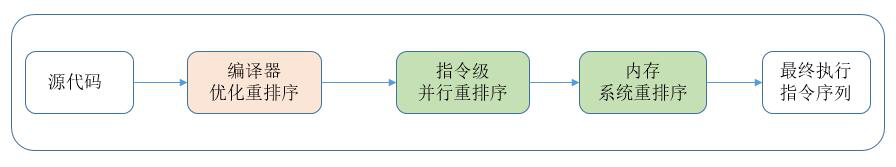 源代码
编译器
优化重排序
指令级
并行重排序
内存
系统重排序
最终执行
指令序列